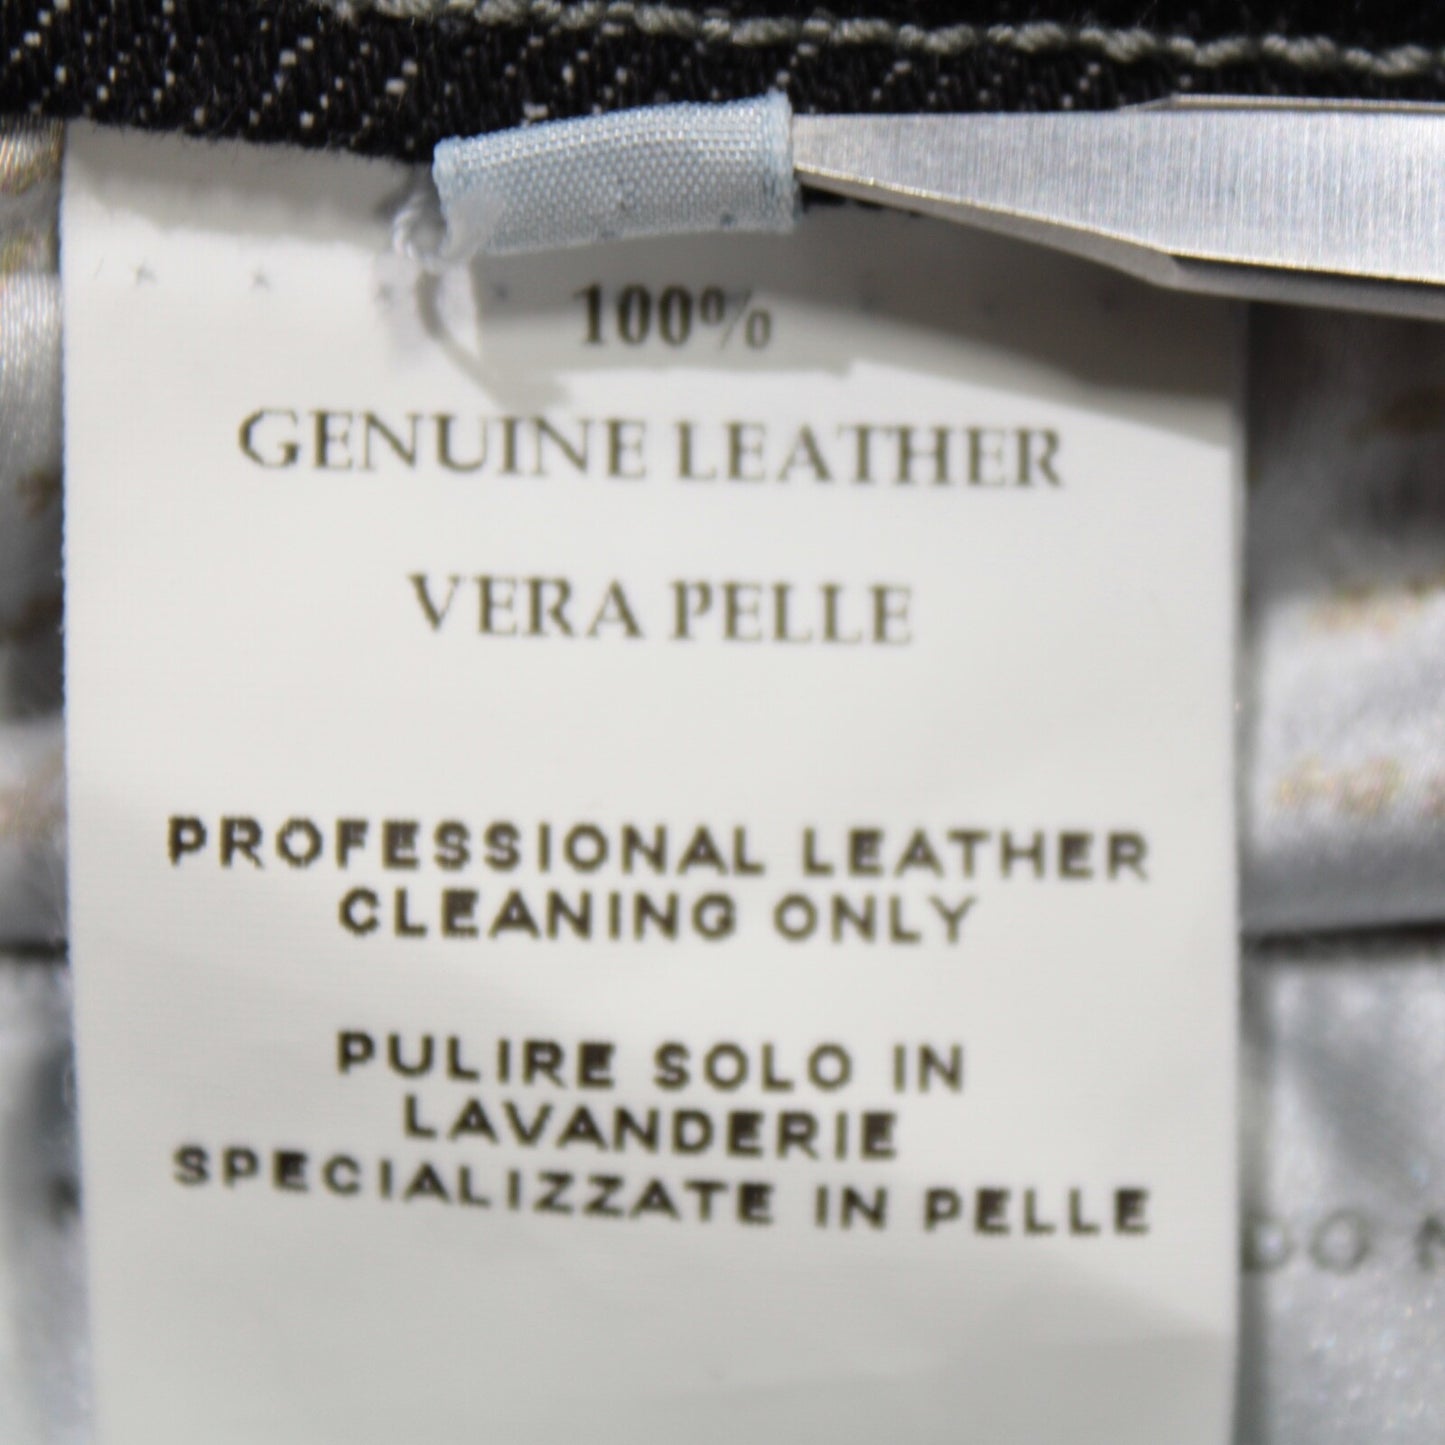 100%
GENUINE LEATHER
VERA PELLE
PROFESSIONAL LEATHER
CLEANING ONLY
PULIRE SOLO IN
LAVANDERIE
SPECIALIZZATE IN PELLE